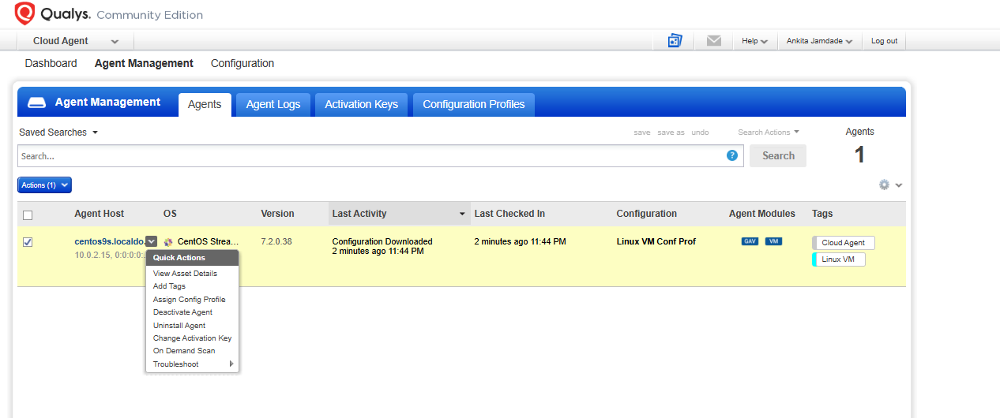 Qualys. Community Edition
Cloud Agent
Help
Ankita Jamdade
Log out
Dashboard Agent Management Configuration
Agent Management Agents Agent Logs Activation Keys Configuration Profiles
Saved Searches save save as undo Search Actions Agents
Search... ? Search 1
Actions (1)
Agent Host OS Version Last Activity Last Checked In Configuration Agent Modules Tags
centos9s.localdo. CentOS Strea... 7.2.0.38 Configuration Downloaded 2 minutes ago 11:44 PM Linux VM Conf Prof GAV VM Cloud Agent
10.0.2.15, 0:0:0:0:. 2 minutes ago 11:44 PM Linux VM
Quick Actions
View Asset Details
Add Tags
Assign Config Profile
Deactivate Agent
Uninstall Agent
Change Activation Key
On Demand Scan
Troubleshoot